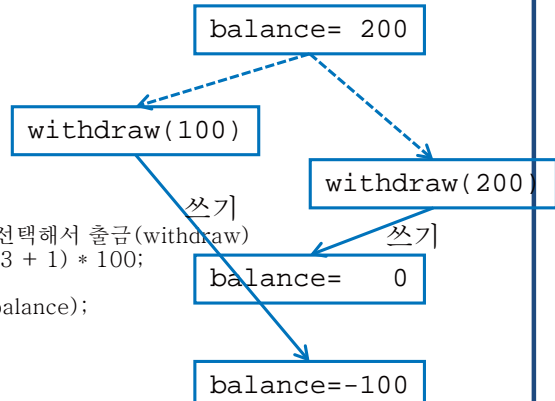 balance= 200
withdraw(100)
withdraw(200)
쓰기
선택해서 출금(withdraw)
쓰기
3 + 1) * 100;
balance= 0
alance);
balance=-100